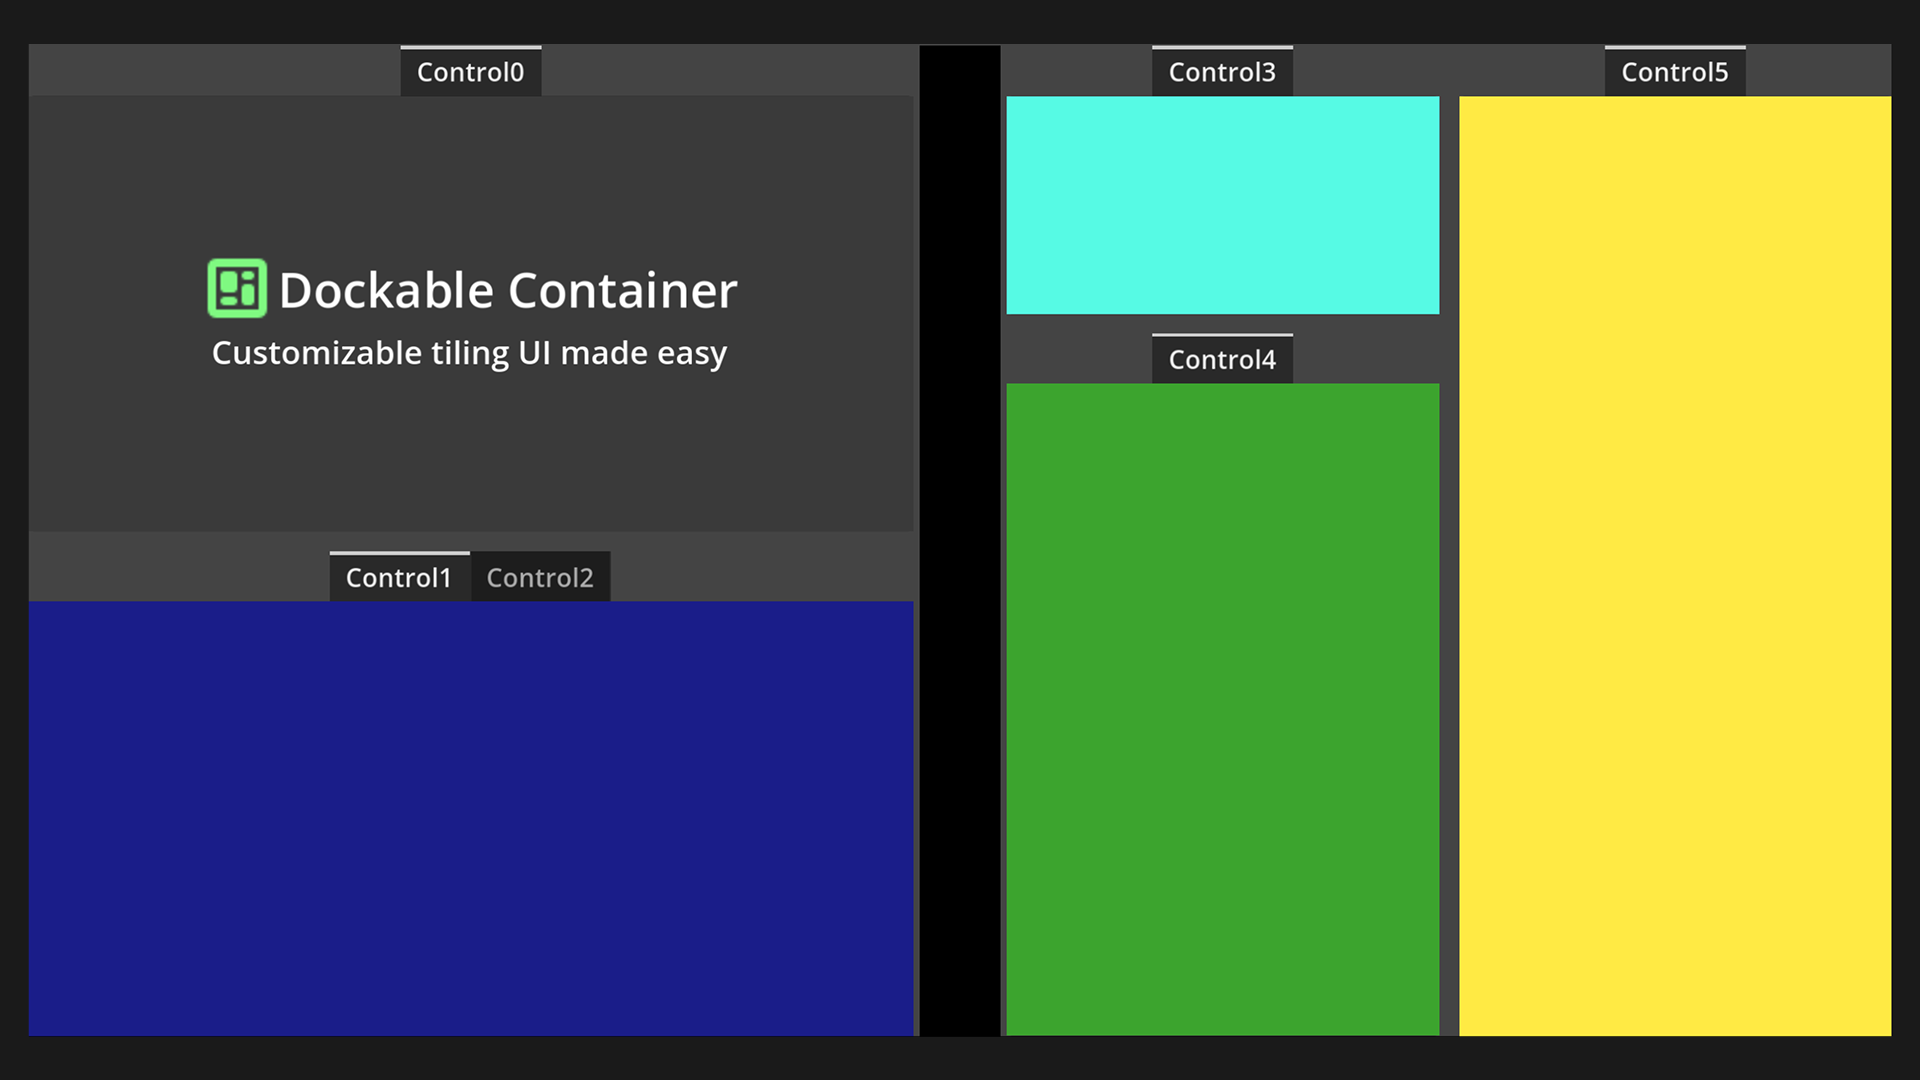 Control0
Dockable Container
Customizable tiling UI made easy
Control1
Control2
Control3
Control4
Control5